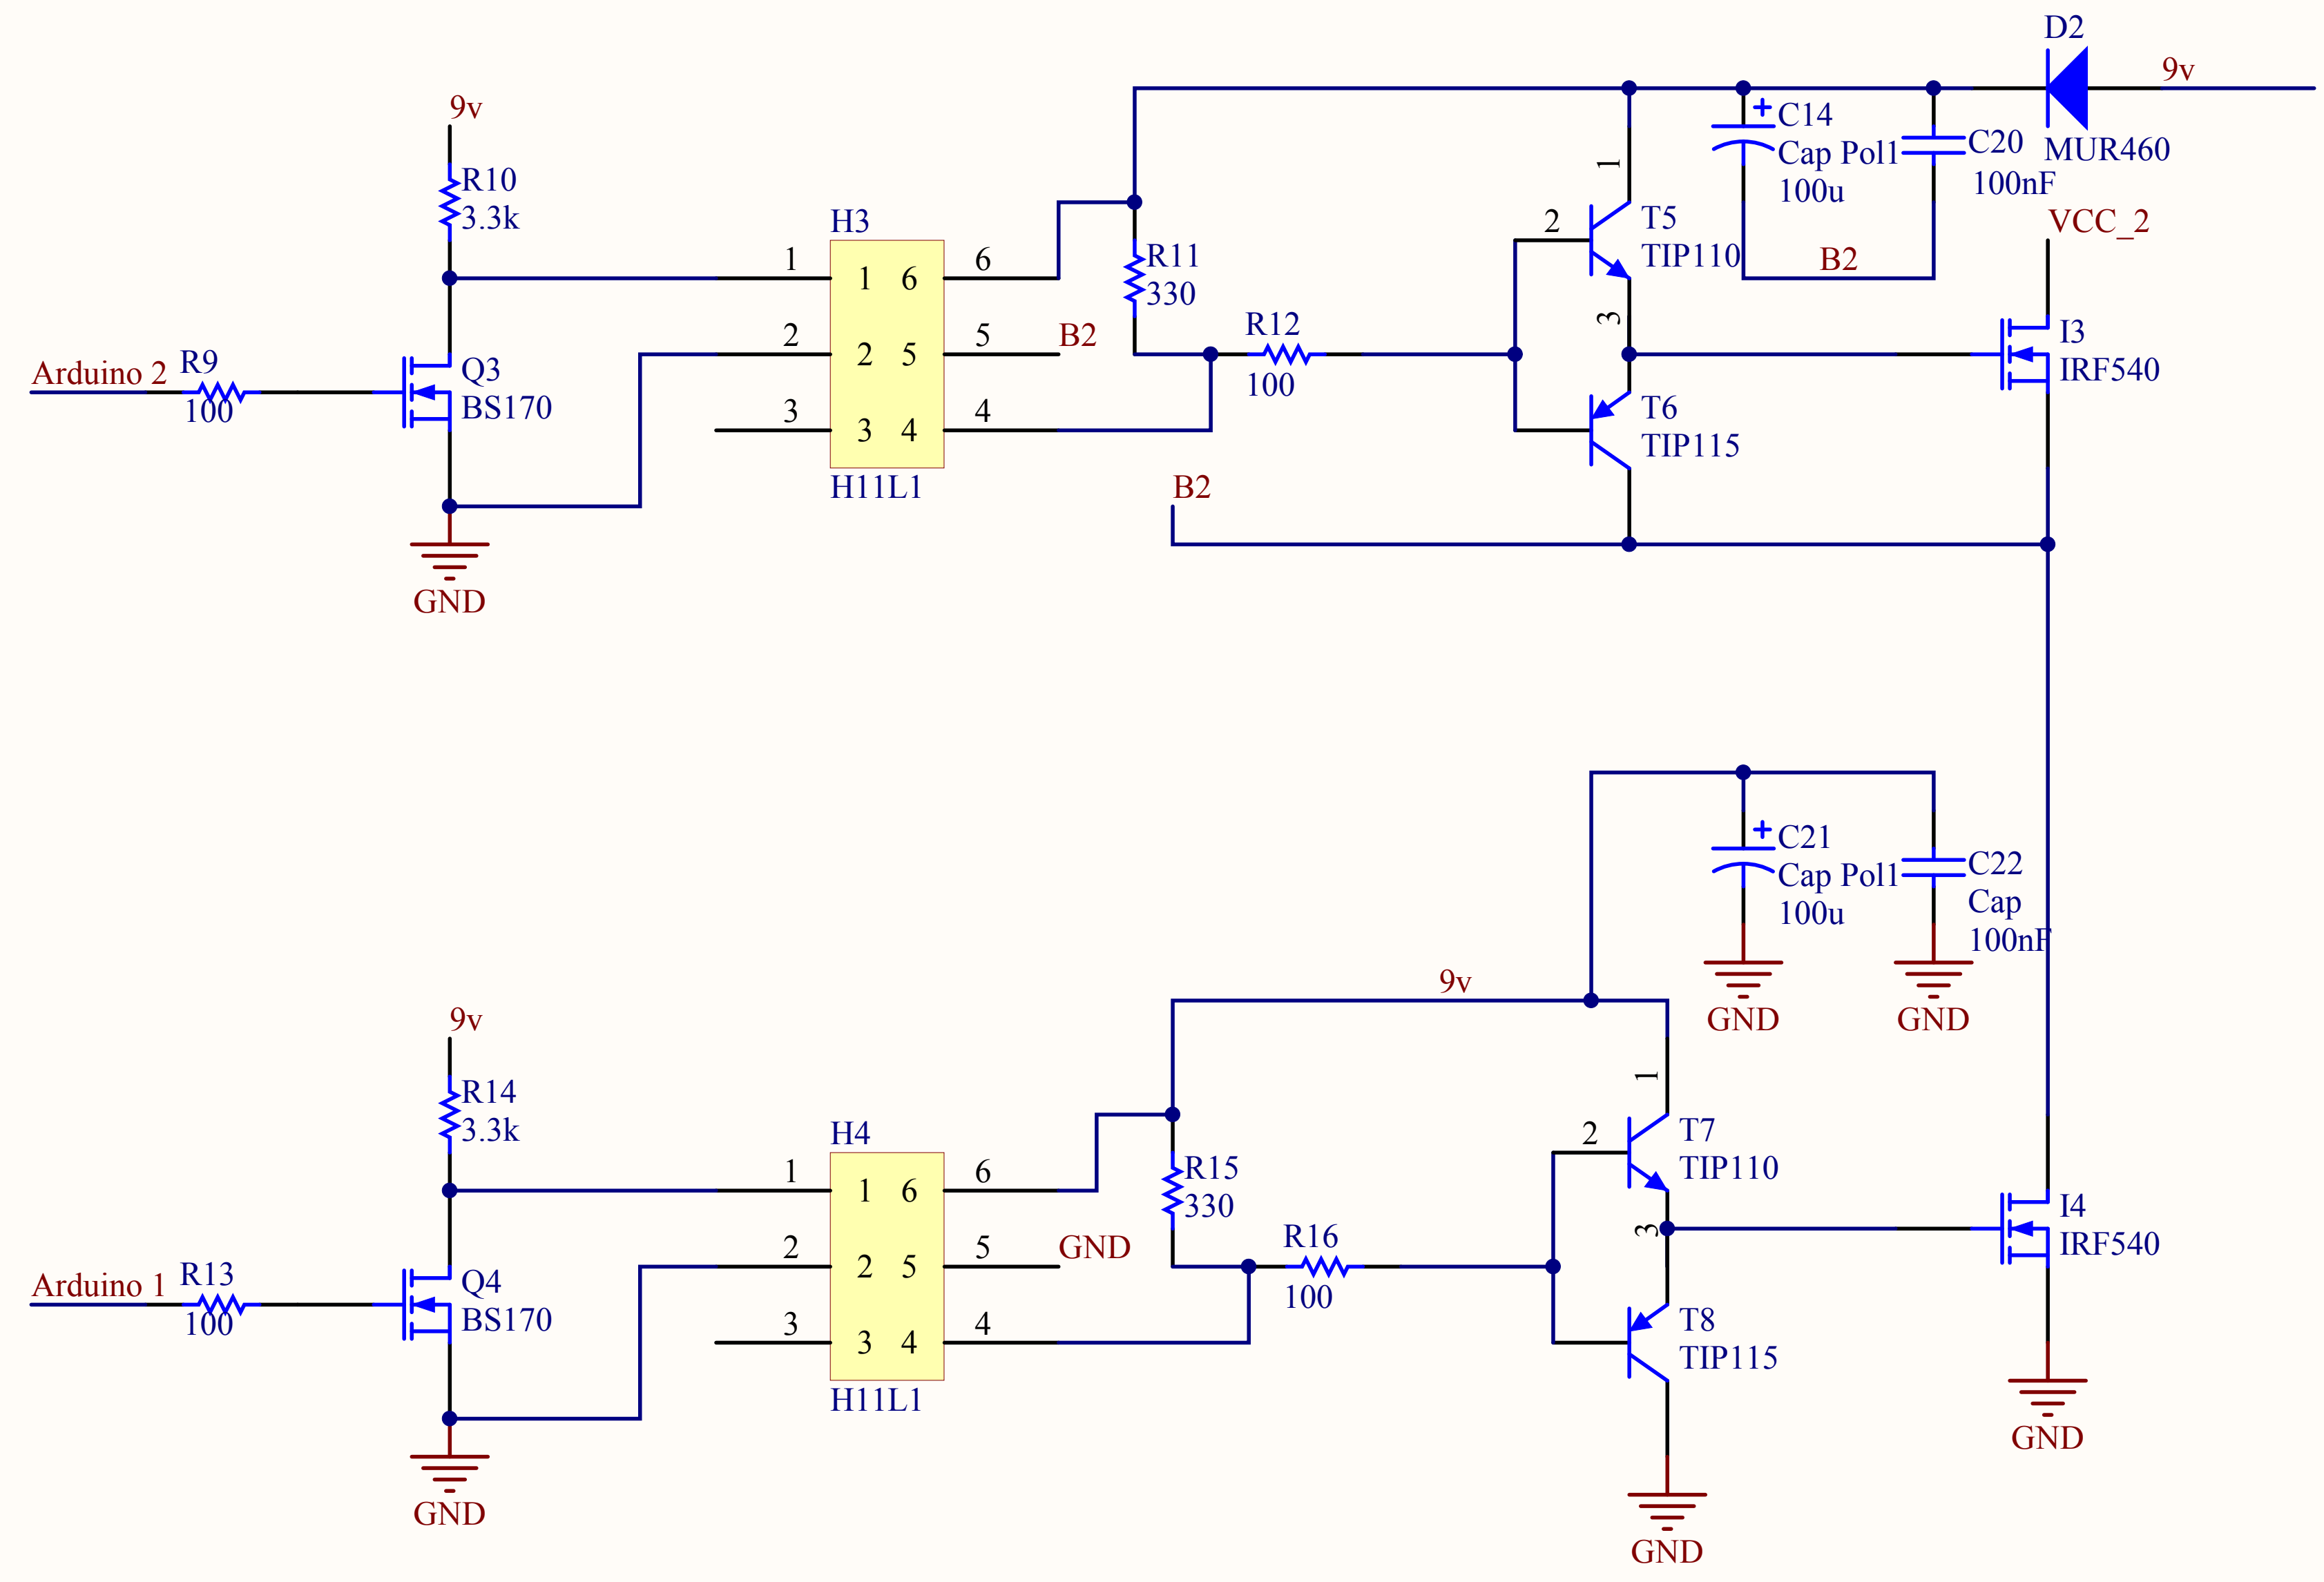 D2
9v
MUR460
9v
R10
3.3k
C14
Cap Pol1
100u
C20
100nF
VCC_2
B2
H3
1
2
3
1 6
2 5
3 4
6
5
4
H11L1
B2
R11
330
R12
100
1
2
3
T5
TIP110
T6
TIP115
I3
IRF540
Arduino 2
R9
100
Q3
BS170
GND
B2
C21
Cap Pol1
100u
C22
Cap
100nF
GND
GND
9v
9v
R14
3.3k
H4
1
2
3
1 6
2 5
3 4
6
5
4
H11L1
GND
R15
330
R16
100
1
2
3
T7
TIP110
T8
TIP115
I4
IRF540
GND
Arduino 1
R13
100
Q4
BS170
GND
GND